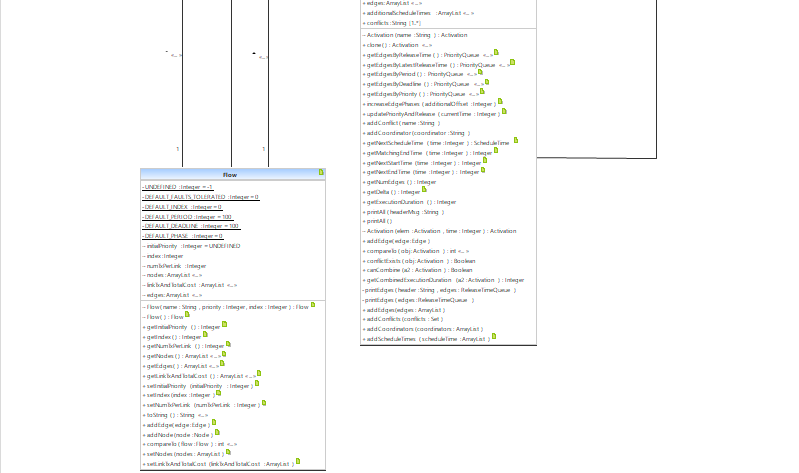 + edges: ArrayList <..>
+ additionalScheduleTimes : ArrayList <..>
+ conflicts : String [1..*]
~ Activation (name : String ) : Activation
+ clone() : Activation <..>
+ getEdgesByReleaseTime () : PriorityQueue <..>
+ getEdgesByLatestReleaseTime () : PriorityQueue <..>
+ getEdgesByPeriod () : PriorityQueue <..>
+ getEdgesByDeadline () : PriorityQueue <..>
+ getEdgesByPriority () : PriorityQueue <..>
+ increaseEdgePhases (additionalOffset : Integer )
+ updatePriorityAndRelease (currentTime : Integer )
+ addConflict (name : String )
+ addCoordinator (coordinator : String )
+ getNextScheduleTime (time : Integer ) : ScheduleTime
+ getMatchingEndTime (time : Integer ) : Integer
+ getNextStartTime (time : Integer ) : Integer
+ getNextEndTime (time : Integer ) : Integer
+ getNumEdges () : Integer
+ getDelta () : Integer
+ getExecutionDuration () : Integer
+ printAll (headerMsg : String )
+ printAll ()
~ Activation (elem : Activation , time : Integer ) : Activation
+ addEdge (edge: Edge )
+ compareTo (obj: Activation ) : int <..>
+ conflictExists (obj: Activation ) : Boolean
+ canCombine (a2 : Activation ) : Boolean
+ getCombinedExecutionDuration (a2 : Activation ) : Integer
- printEdges (header : String , edges : ReleaseTimeQueue )
- printEdges (edges : ReleaseTimeQueue )
+ addEdges (edges : ArrayList )
+ addConflicts (conflicts : Set )
+ addCoordinators (coordinators : ArrayList )
+ addScheduleTimes (scheduleTime : ArrayList )
* <..>
<..>
1
1
Flow
- UNDEFINED : Integer = -1
- DEFAULT_FAULTS_TOLERATED : Integer = 0
- DEFAULT_INDEX : Integer = 0
- DEFAULT_PERIOD : Integer = 100
- DEFAULT_DEADLINE : Integer = 100
- DEFAULT_PHASE : Integer = 0
~ initialPriority : Integer = UNDEFINED
~ index : Integer
~ numTxPerLink : Integer
~ nodes : ArrayList <..>
~ linkTxAndTotalCost : ArrayList <..>
~ edges: ArrayList <..>
~ Flow (name : String , priority : Integer , index : Integer ) : Flow
~ Flow () : Flow
+ getInitialPriority () : Integer
+ getIndex () : Integer
+ getNumTxPerLink () : Integer
+ getNodes () : ArrayList <..>
+ getEdges () : ArrayList <..>
+ getLinkTxAndTotalCost () : ArrayList <..>
+ setInitialPriority (initialPriority : Integer )
+ setIndex (index : Integer )
+ setNumTxPerLink (numTxPerLink : Integer )
+ toString () : String <..>
+ addEdge (edge: Edge )
+ addNode (node : Node )
+ compareTo (flow : Flow ) : int <..>
+ setNodes (nodes : ArrayList )
+ setLinkTxAndTotalCost (linkTxAndTotalCost : ArrayList )